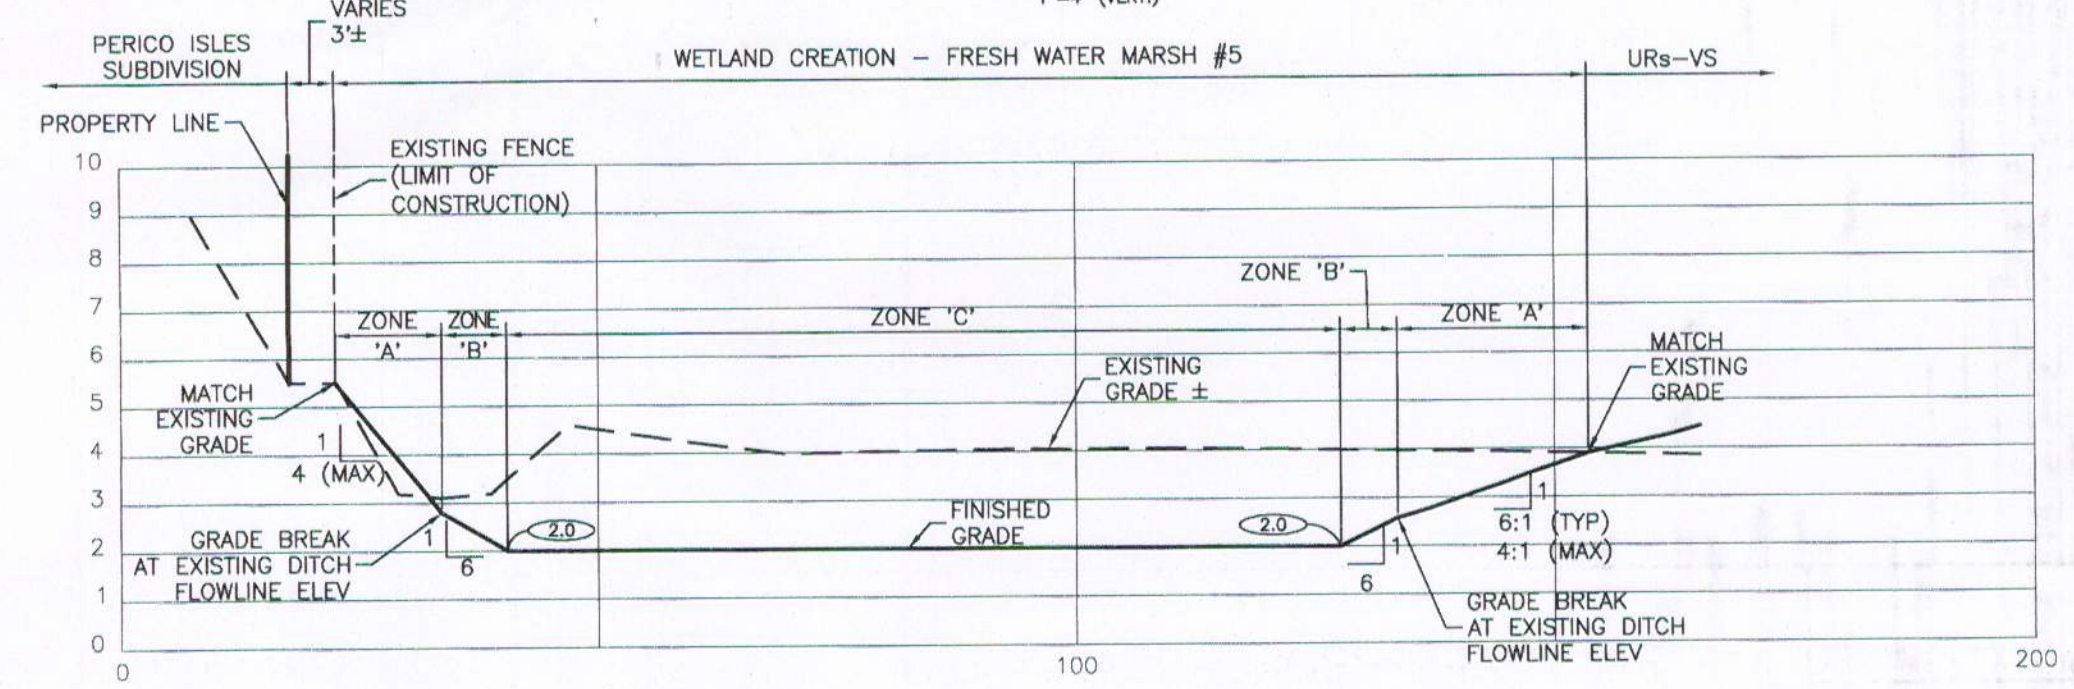 VARIES
3'±
PERICO ISLES
SUBDIVISION
WETLAND CREATION – FRESH WATER MARSH #5
URs–VS
PROPERTY LINE
EXISTING FENCE
(LIMIT OF
CONSTRUCTION)
10
9
8
7
6
5
4
3
2
1
0
ZONE
'A'
ZONE
'B'
ZONE 'C'
ZONE 'B'
ZONE 'A'
MATCH
EXISTING
GRADE
MATCH
EXISTING
GRADE
EXISTING
GRADE ±
1
4 (MAX)
GRADE BREAK
AT EXISTING DITCH
FLOWLINE ELEV
1
6
2.0
FINISHED
GRADE
2.0
1
6
1
6:1 (TYP)
4:1 (MAX)
GRADE BREAK
AT EXISTING DITCH
FLOWLINE ELEV
0
100
200